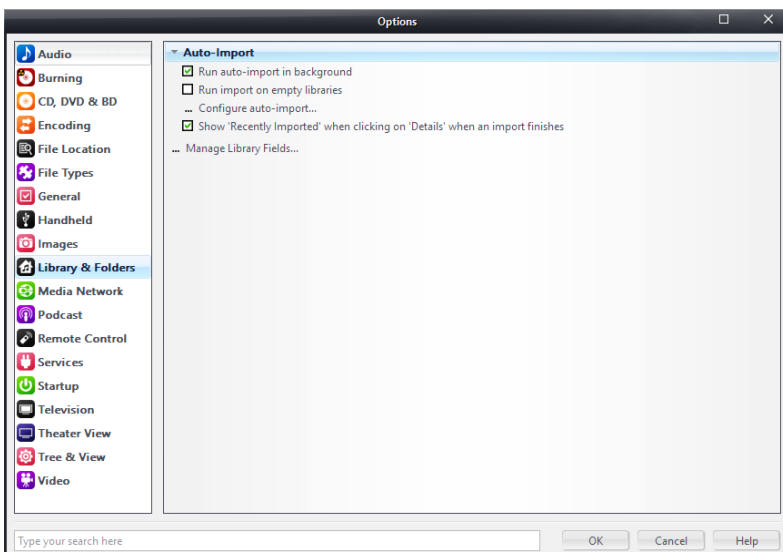 Options
Audio
Burning
CD, DVD & BD
Encoding
File Location
File Types
General
Handheld
Images
Library & Folders
Media Network
Podcast
Remote Control
Services
Startup
Television
Theater View
Tree & View
Video
Auto-Import
Run auto-import in background
Run import on empty libraries
... Configure auto-import...
Show 'Recently Imported' when clicking on 'Details' when an import finishes
... Manage Library Fields...
Type your search here
OK
Cancel
Help